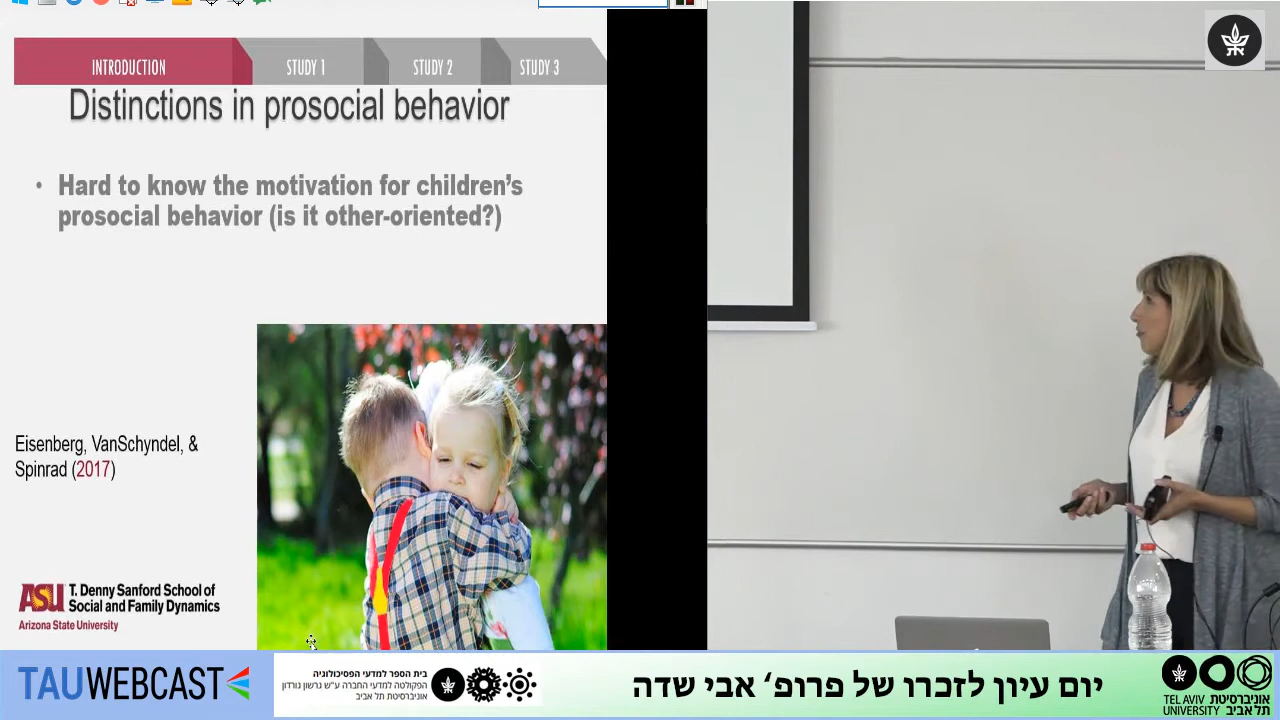 INTRODUCTION
STUDY 1
STUDY 2
STUDY 3
Distinctions in prosocial behavior
• Hard to know the motivation for children's
prosocial behavior (is it other-oriented?)
Eisenberg, VanSchyndel, &
Spinrad (2017)
ASU T. Denny Sanford School of
Social and Family Dynamics
Arizona State University
TAUWEBCAST
בית הספר למדעי הפסיכולוגיה
הפקולטה למדעי החברה ע"ש גרשון גורדון
אוניברסיטת תל אביב
יום עיון לזכרו של פרופ' אבי שדה
TEL AVIV אוניברסיטת
UNIVERSITY תל אביב